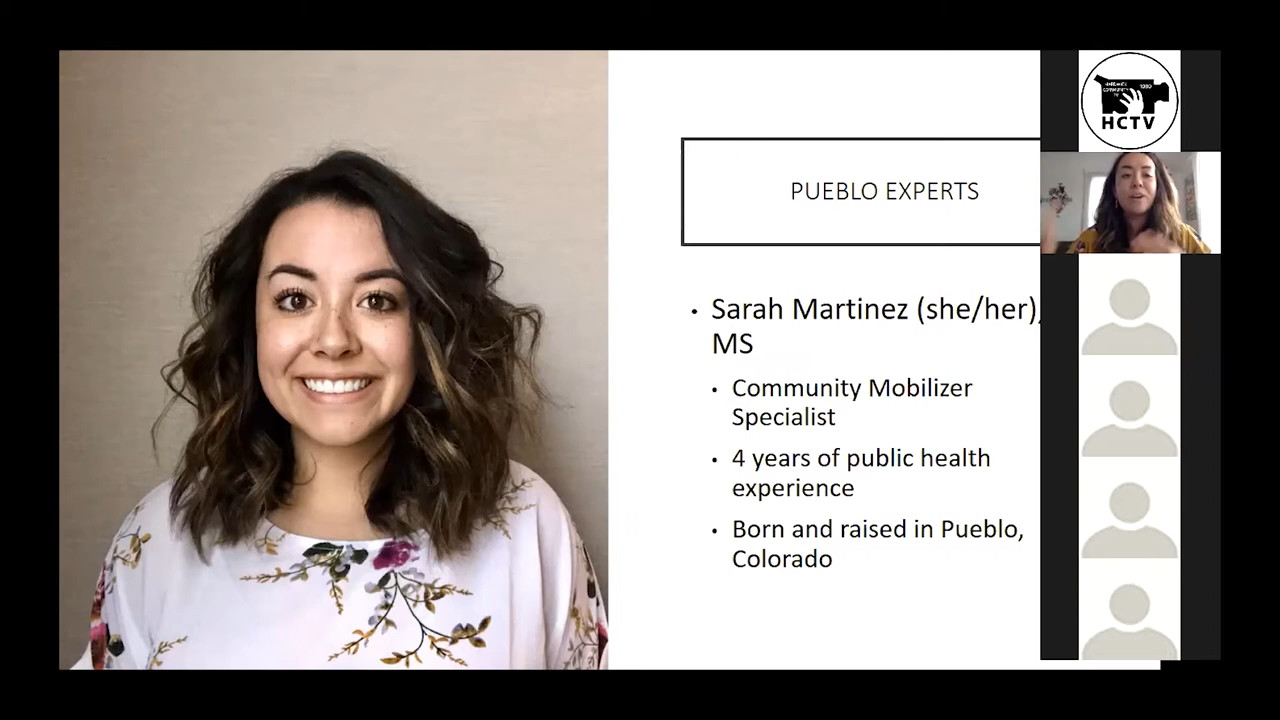 PUEBLO EXPERTS
• Sarah Martinez (she/her),
MS
• Community Mobilizer
Specialist
• 4 years of public health
experience
• Born and raised in Pueblo,
Colorado
1980
HCTV